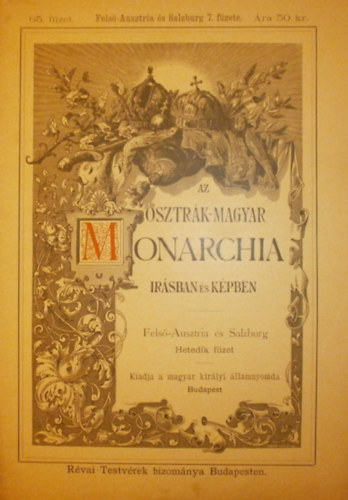 65. füzet. Felső-Ausztria és Salzburg 7. füzete. Ára 50 kr.
AZ
OSZTRÁK-MAGYAR
MONARCHIA
IRÁSBAN ÉS KÉPBEN
Felső-Ausztria és Salzburg
Hetedik füzet
Kiadja a magyar királyi államnyomda
Budapest
Révai Testvérek bizománya Budapesten.